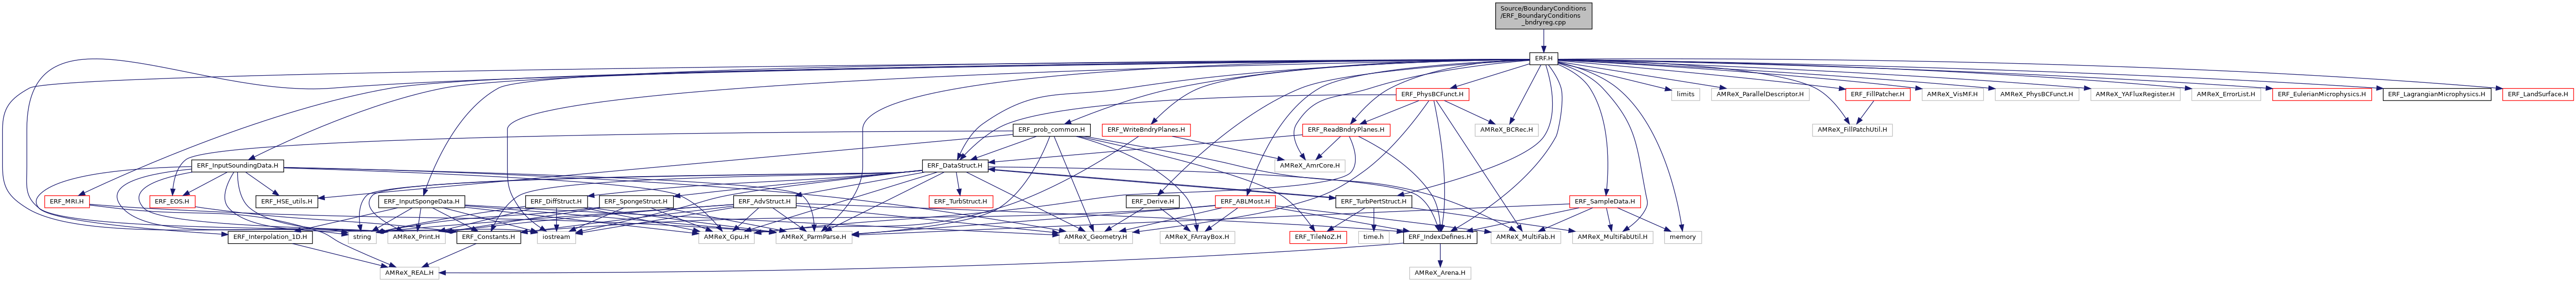 Source/BoundaryConditions
/ERF_BoundaryConditions
_bndryreg.cpp
ERF.H
ERF_PhysBCFunct.H
limits
AMReX_ParallelDescriptor.H
ERF_FillPatcher.H
AMReX_VisMF.H
AMReX_PhysBCFunct.H
AMReX_YAFluxRegister.H
AMReX_ErrorList.H
ERF_EulerianMicrophysics.H
ERF_LagrangianMicrophysics.H
ERF_LandSurface.H
ERF_prob_common.H
ERF_WriteBndryPlanes.H
ERF_ReadBndryPlanes.H
AMReX_BCRec.H
AMReX_FillPatchUtil.H
ERF_InputSoundingData.H
ERF_DataStruct.H
AMReX_AmrCore.H
ERF_MRI.H
ERF_EOS.H
ERF_HSE_utils.H
ERF_InputSpongeData.H
ERF_DiffStruct.H
ERF_SpongeStruct.H
ERF_AdvStruct.H
ERF_TurbStruct.H
ERF_Derive.H
ERF_ABLMost.H
ERF_TurbPertStruct.H
ERF_SampleData.H
ERF_Interpolation_1D.H
string
AMReX_Print.H
ERF_Constants.H
iostream
AMReX_Gpu.H
AMReX_ParmParse.H
AMReX_Geometry.H
AMReX_FArrayBox.H
ERF_TileNoZ.H
time.h
ERF_IndexDefines.H
AMReX_MultiFab.H
AMReX_MultiFabUtil.H
memory
AMReX_REAL.H
AMReX_Arena.H